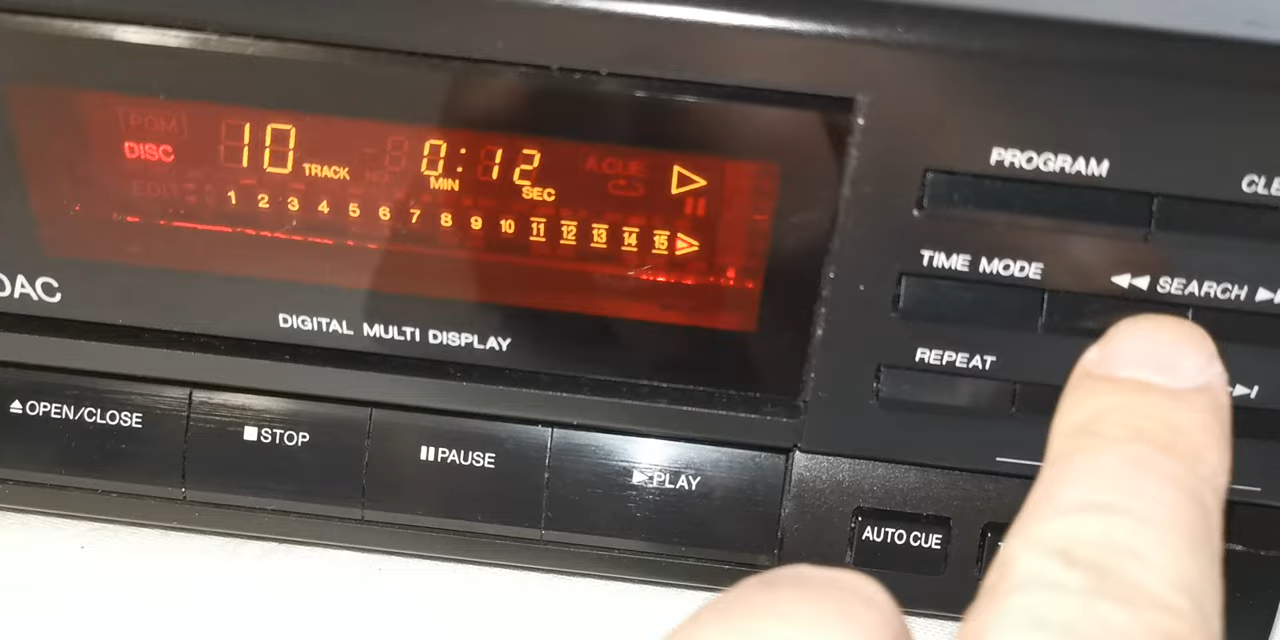 PGM
DISC
10 TRACK
0:12
MIN SEC
A.CUE
EDIT
1 2 3 4 5 6 7 8 9 10 11 12 13 14 15
DAC
DIGITAL MULTI DISPLAY
OPEN/CLOSE
STOP
PAUSE
PLAY
PROGRAM
CLE
TIME MODE
SEARCH
REPEAT
AUTO CUE